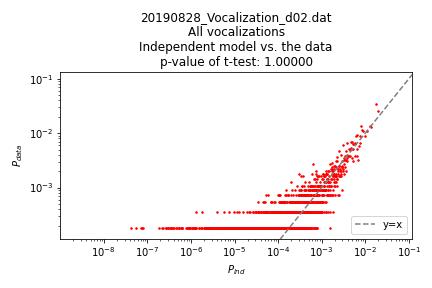 20190828_Vocalization_d02.dat
All vocalizations
Independent model vs. the data
p-value of t-test: 1.00000
10⁻¹
10⁻²
10⁻³
P_data
y=x
10⁻⁸ 10⁻⁷ 10⁻⁶ 10⁻⁵ 10⁻⁴ 10⁻³ 10⁻² 10⁻¹
P_ind